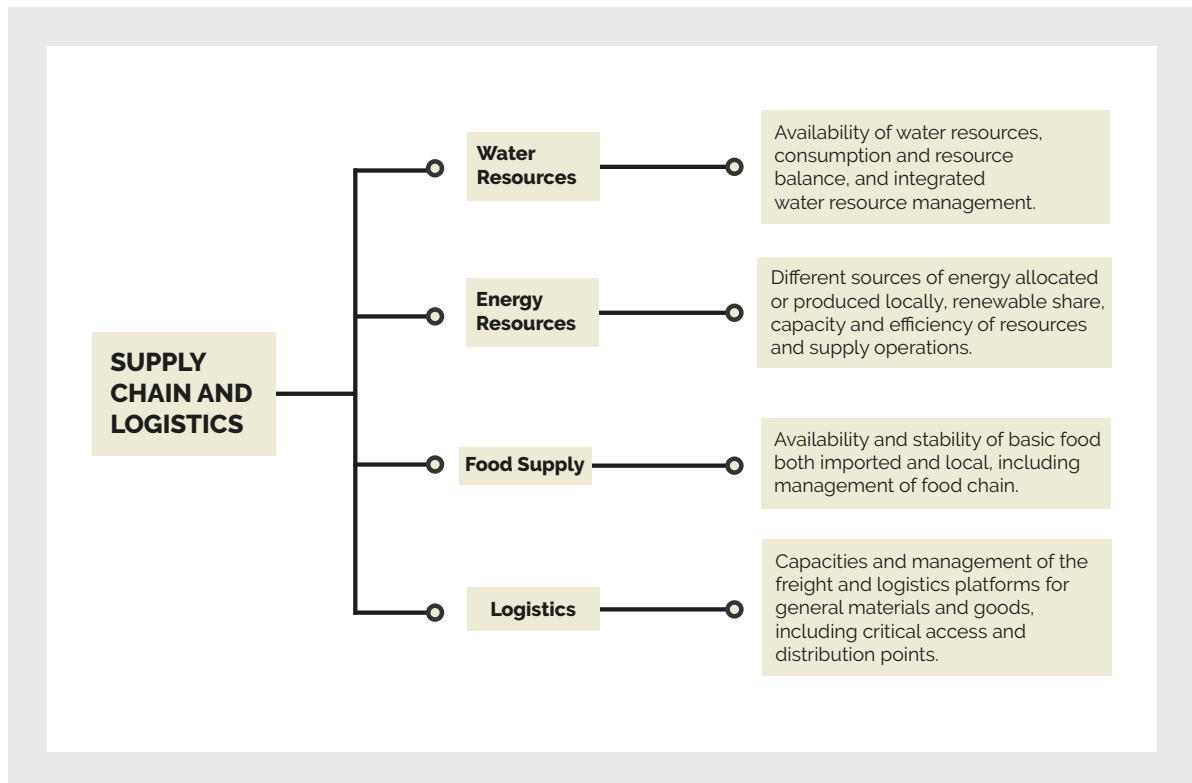 SUPPLY
CHAIN AND
LOGISTICS
Water
Resources
Availability of water resources,
consumption and resource
balance, and integrated
water resource management.
Energy
Resources
Different sources of energy allocated
or produced locally, renewable share,
capacity and efficiency of resources
and supply operations.
Food Supply
Availability and stability of basic food
both imported and local, including
management of food chain.
Logistics
Capacities and management of the
freight and logistics platforms for
general materials and goods,
including critical access and
distribution points.